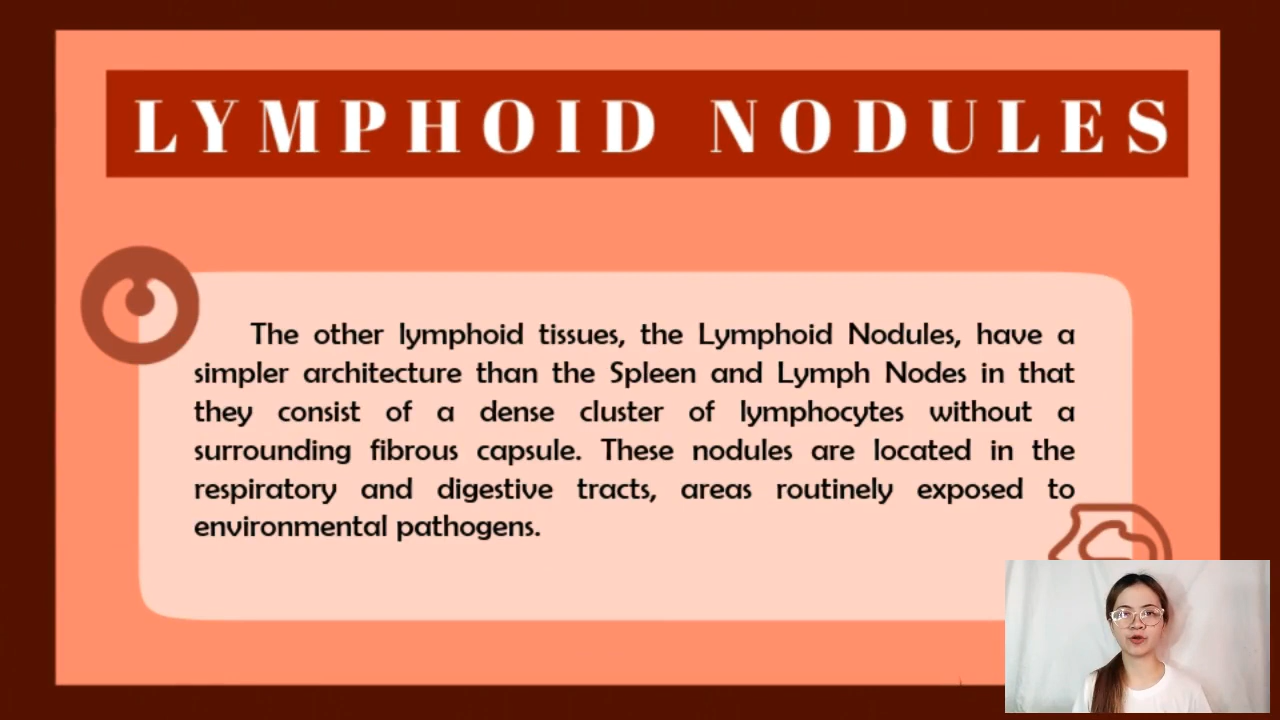 LYMPHOID NODULES
The other lymphoid tissues, the Lymphoid Nodules, have a
simpler architecture than the Spleen and Lymph Nodes in that
they consist of a dense cluster of lymphocytes without a
surrounding fibrous capsule. These nodules are located in the
respiratory and digestive tracts, areas routinely exposed to
environmental pathogens.